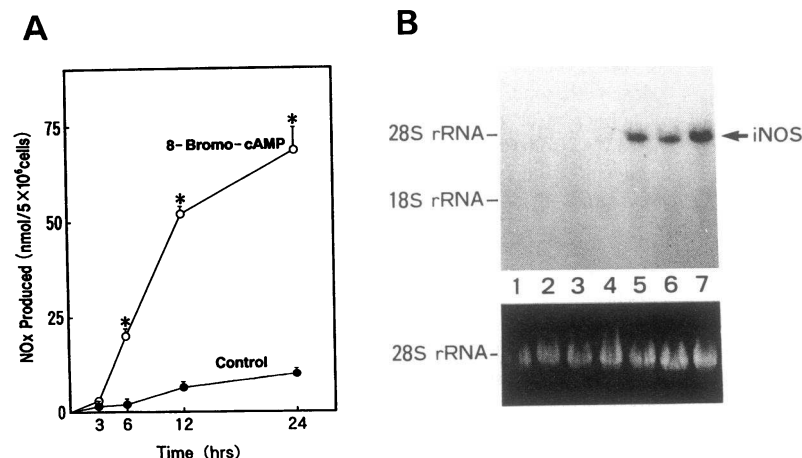 A
NOx Produced (nmol/5×10⁶cells)
75
50
25
0
*
*
*
8-Bromo-cAMP
Control
3 6 12 24
Time (hrs)
B
28S rRNA-
iNOS
18S rRNA-
1 2 3 4 5 6 7
28S rRNA-